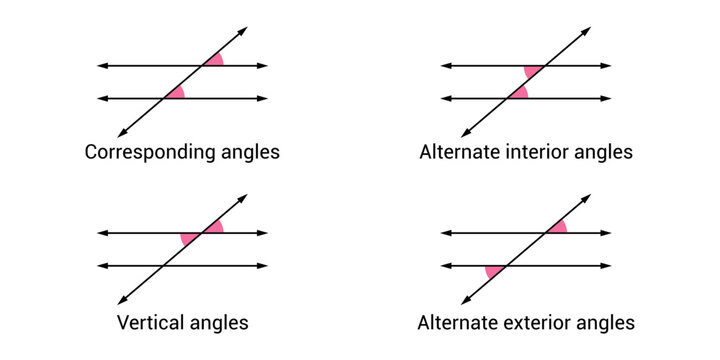 Corresponding angles
Alternate interior angles
Vertical angles
Alternate exterior angles